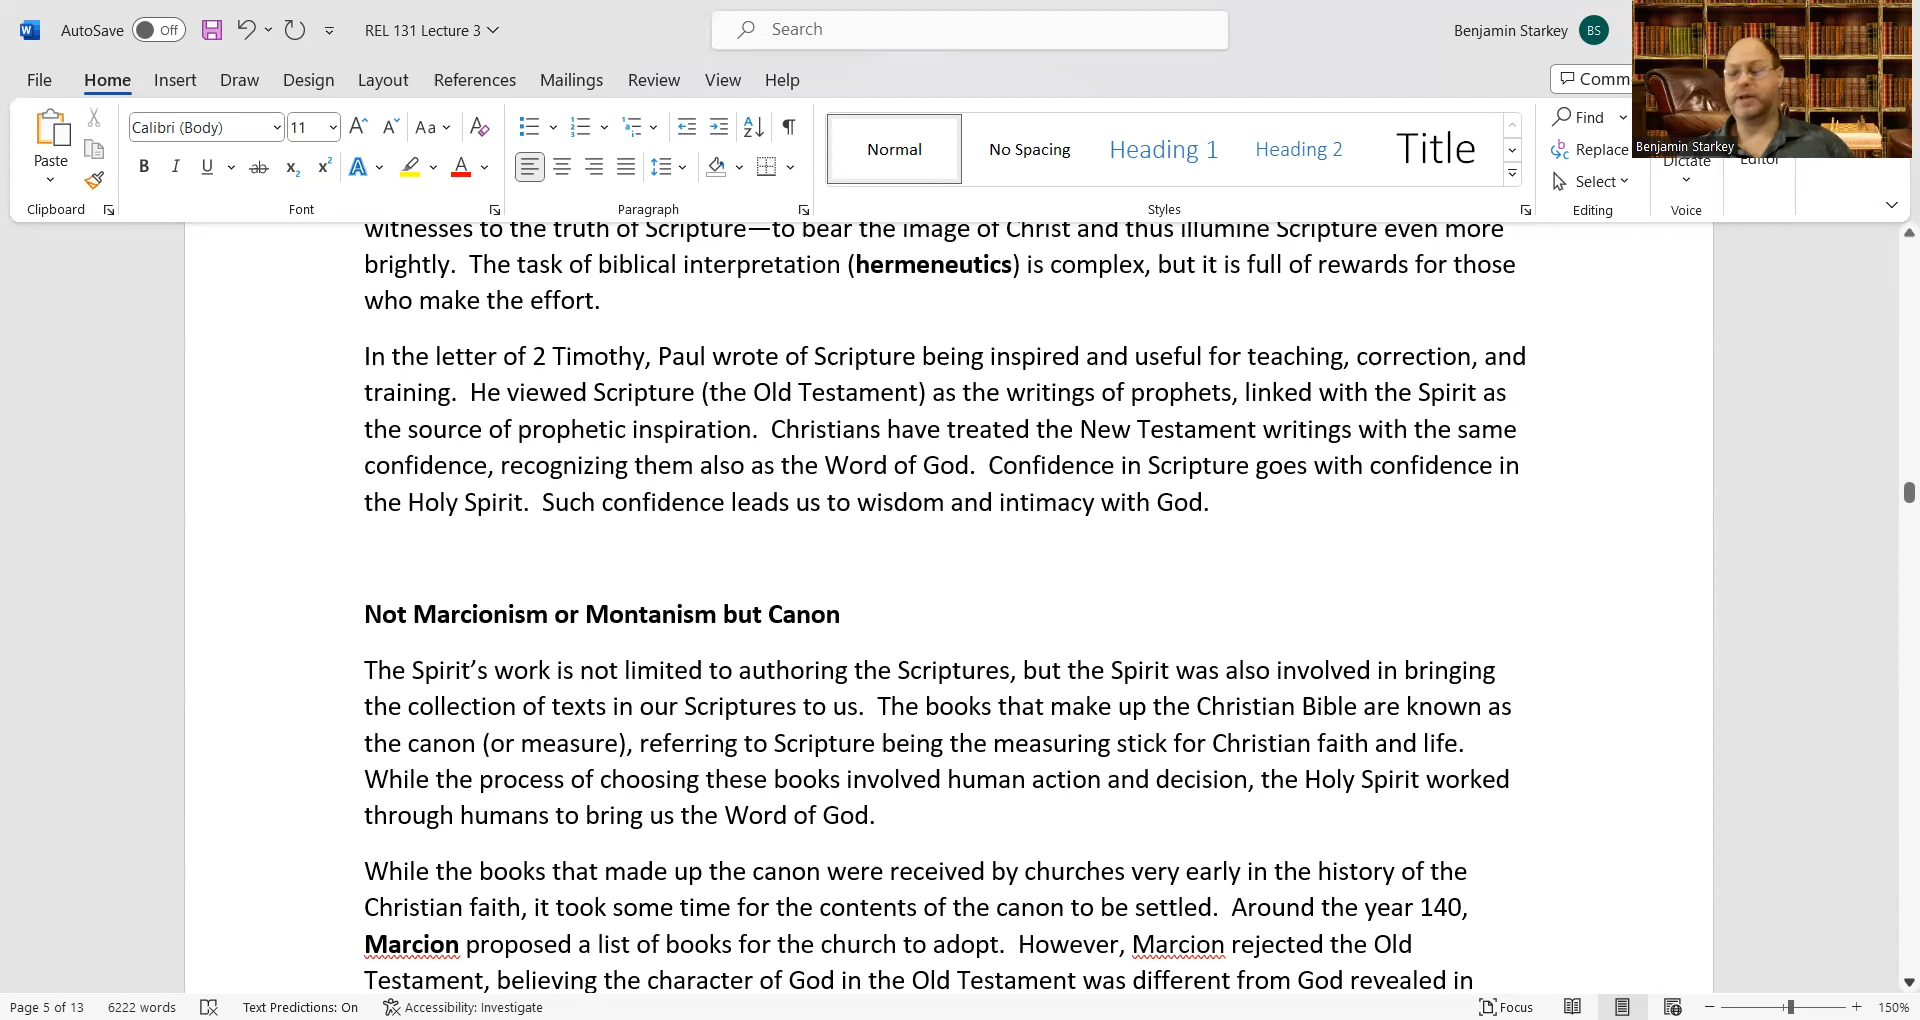 AutoSave Off REL 131 Lecture 3 Search Benjamin Starkey BS
File Home Insert Draw Design Layout References Mailings Review View Help Comm
Paste Calibri (Body) 11 Aa Normal No Spacing Heading 1 Heading 2 Title Find
Replace
Select
Dictate
Editor
Benjamin Starkey
Clipboard Font Paragraph Styles Editing Voice
witnesses to the truth of Scripture—to bear the image of Christ and thus illumine Scripture even more
brightly.  The task of biblical interpretation (hermeneutics) is complex, but it is full of rewards for those
who make the effort.
In the letter of 2 Timothy, Paul wrote of Scripture being inspired and useful for teaching, correction, and
training.  He viewed Scripture (the Old Testament) as the writings of prophets, linked with the Spirit as
the source of prophetic inspiration.  Christians have treated the New Testament writings with the same
confidence, recognizing them also as the Word of God.  Confidence in Scripture goes with confidence in
the Holy Spirit.  Such confidence leads us to wisdom and intimacy with God.
Not Marcionism or Montanism but Canon
The Spirit’s work is not limited to authoring the Scriptures, but the Spirit was also involved in bringing
the collection of texts in our Scriptures to us.  The books that make up the Christian Bible are known as
the canon (or measure), referring to Scripture being the measuring stick for Christian faith and life.
While the process of choosing these books involved human action and decision, the Holy Spirit worked
through humans to bring us the Word of God.
While the books that made up the canon were received by churches very early in the history of the
Christian faith, it took some time for the contents of the canon to be settled.  Around the year 140,
Marcion proposed a list of books for the church to adopt.  However, Marcion rejected the Old
Testament, believing the character of God in the Old Testament was different from God revealed in
Page 5 of 13 6222 words Text Predictions: On Accessibility: Investigate Focus 150%